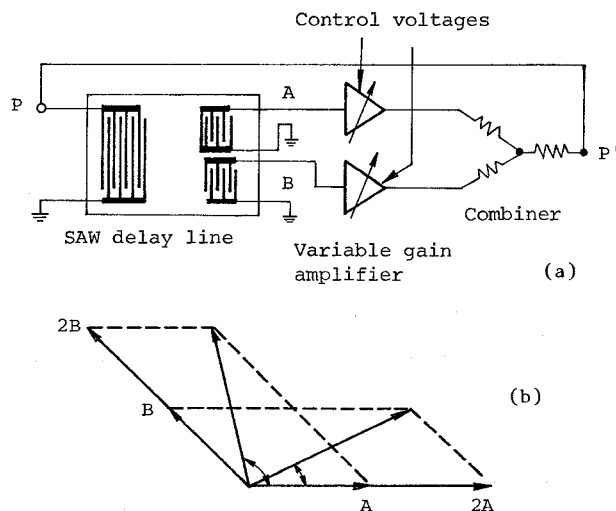 Control voltages
P
A
B
P'
Combiner
SAW delay line
Variable gain
amplifier
(a)
2B
B
(b)
A
2A